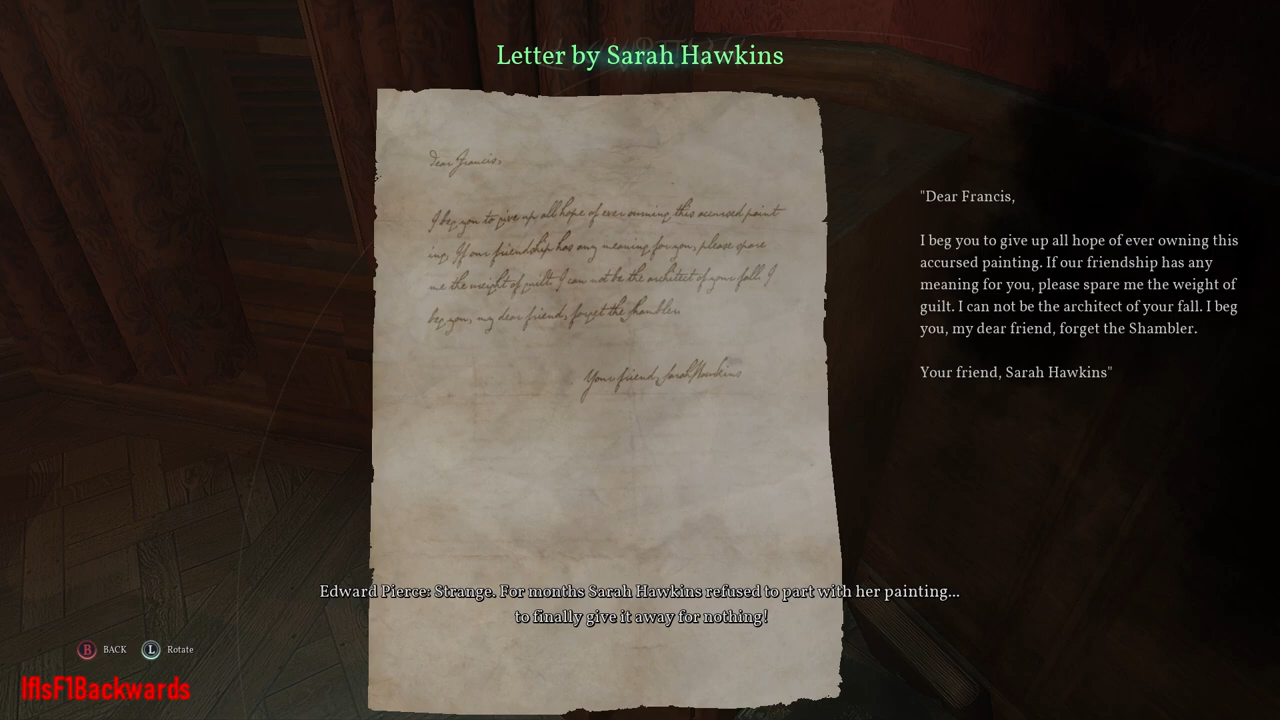 Letter by Sarah Hawkins
Dear Francis,
I beg you to give up all hope of ever owning this accursed paint
ing. If our friendship has any meaning for you, please spare
me the weight of guilt. I can not be the architect of your fall. I
beg you, my dear friend, forget the Shambler.
Your friend, Sarah Hawkins
"Dear Francis,
I beg you to give up all hope of ever owning this
accursed painting. If our friendship has any
meaning for you, please spare me the weight of
guilt. I can not be the architect of your fall. I beg
you, my dear friend, forget the Shambler.
Your friend, Sarah Hawkins"
Edward Pierce: Strange. For months Sarah Hawkins refused to part with her painting...
to finally give it away for nothing!
B BACK L Rotate
IfIsF1Backwards